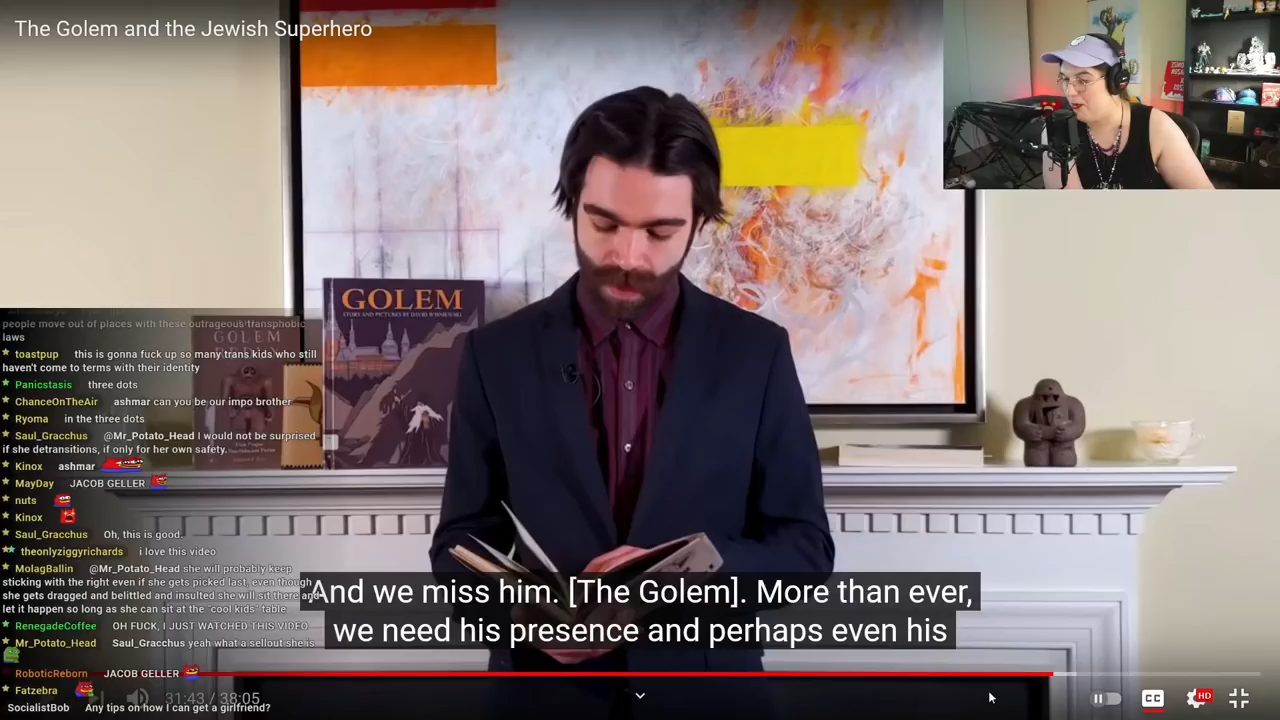 The Golem and the Jewish Superhero
GOLEM
STORY AND PICTURES BY DAVID WISNIEWSKI
GOLEM
people move out of places with these outrageous transphobic
laws
toastpup this is gonna fuck up so many trans kids who still
haven't come to terms with their identity
Panicstasis three dots
ChanceOnTheAir ashmar can you be our impo brother
Ryoma in the three dots
Saul_Gracchus @Mr_Potato_Head I would not be surprised
if she detransitions, if only for her own safety.
Kinox ashmar
MayDay JACOB GELLER
nuts
Kinox
Saul_Gracchus Oh, this is good.
theonlyziggyrichards i love this video
MolagBallin @Mr_Potato_Head she will probably keep
sticking with the right even if she gets picked last, even though
she gets dragged and belittled and insulted she will sit there and
let it happen so long as she can sit at the "cool kids" table
RenegadeCoffee OH FUCK, I JUST WATCHED THIS VIDEO
Mr_Potato_Head Saul_Gracchus yeah what a sellout she is
RoboticReborn JACOB GELLER
Fatzebra
SocialistBob Any tips on how I can get a girlfriend?
And we miss him. [The Golem]. More than ever,
we need his presence and perhaps even his
31:43 / 38:05
CC
HD